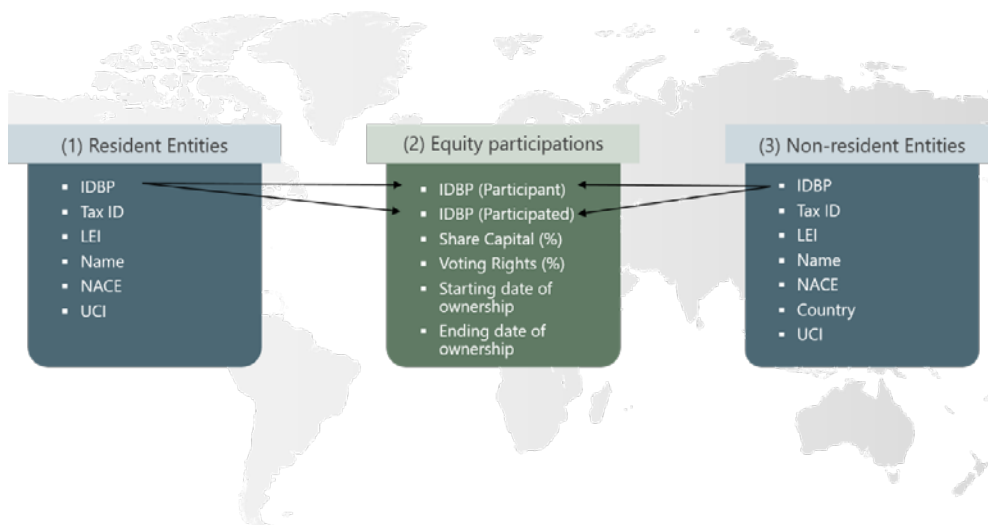 (1) Resident Entities
▪ IDBP
▪ Tax ID
▪ LEI
▪ Name
▪ NACE
▪ UCI
(2) Equity participations
▪ IDBP (Participant)
▪ IDBP (Participated)
▪ Share Capital (%)
▪ Voting Rights (%)
▪ Starting date of
ownership
▪ Ending date of
ownership
(3) Non-resident Entities
▪ IDBP
▪ Tax ID
▪ LEI
▪ Name
▪ NACE
▪ Country
▪ UCI